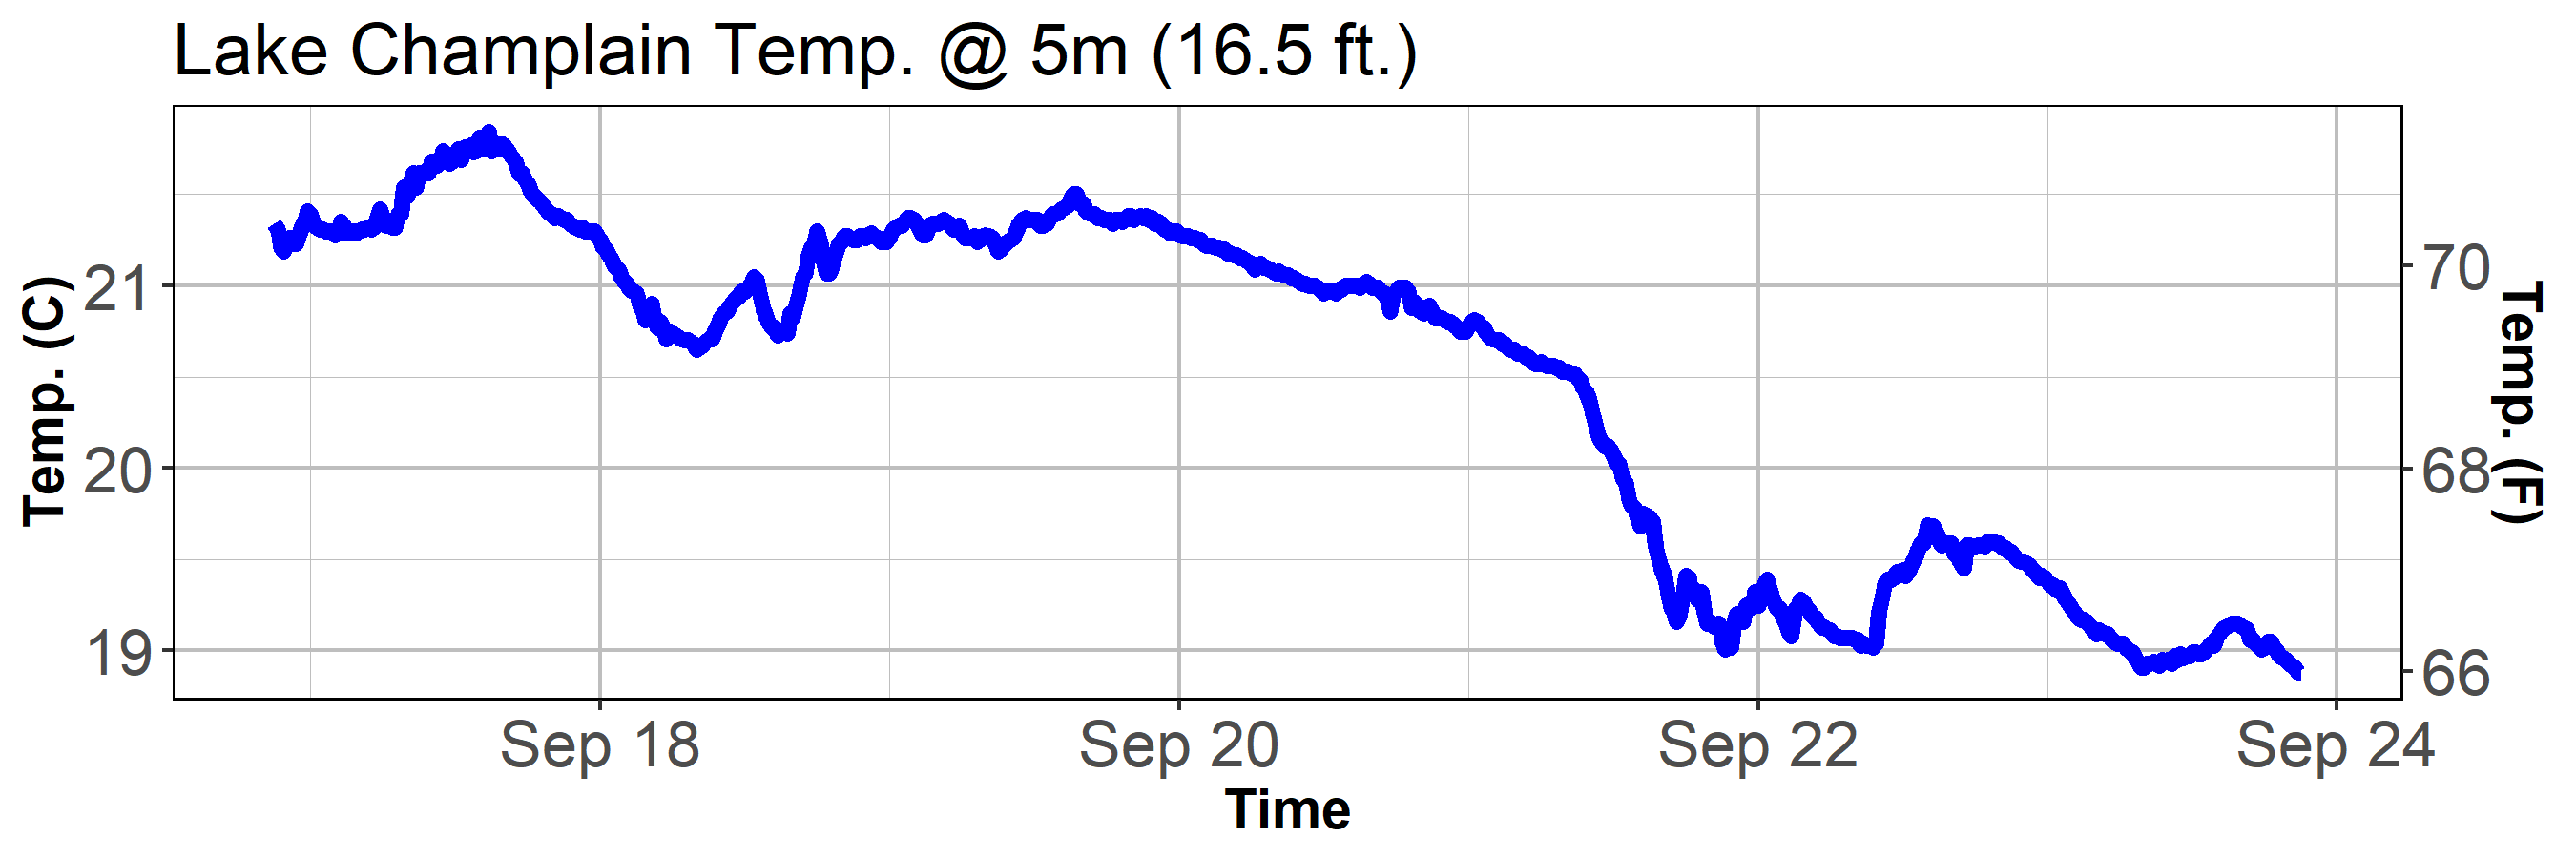 Lake Champlain Temp. @ 5m (16.5 ft.)
Temp. (C)
21
20
19
70
68
66
Temp. (F)
Sep 18 Sep 20 Sep 22 Sep 24
Time